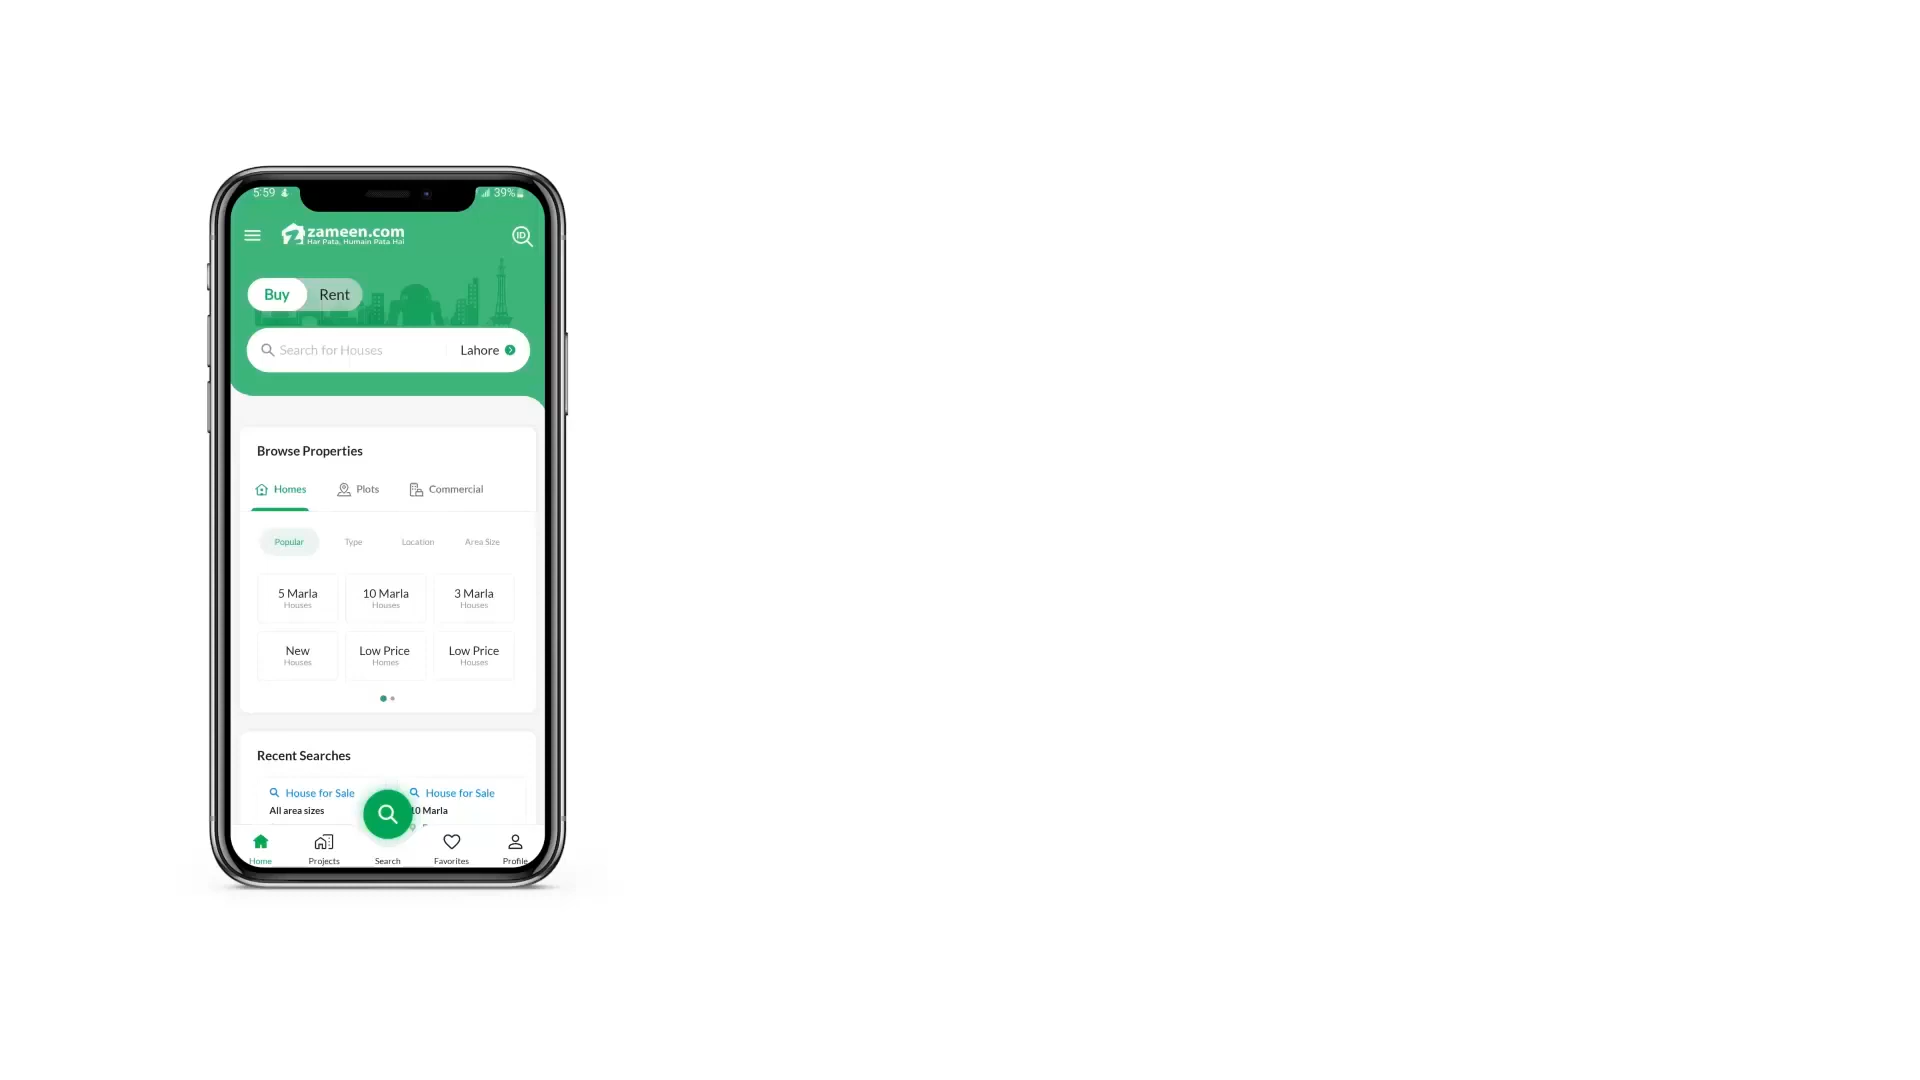 5:59 39%
zameen.com
Har Pata, Humain Pata Hai
ID
Buy Rent
Search for Houses Lahore
Browse Properties
Homes Plots Commercial
Popular Type Location Area Size
5 Marla 10 Marla 3 Marla
Houses Houses Houses
New Low Price Low Price
Houses Homes Houses
Recent Searches
House for Sale House for Sale
All area sizes 10 Marla
Home Projects Search Favorites Profile